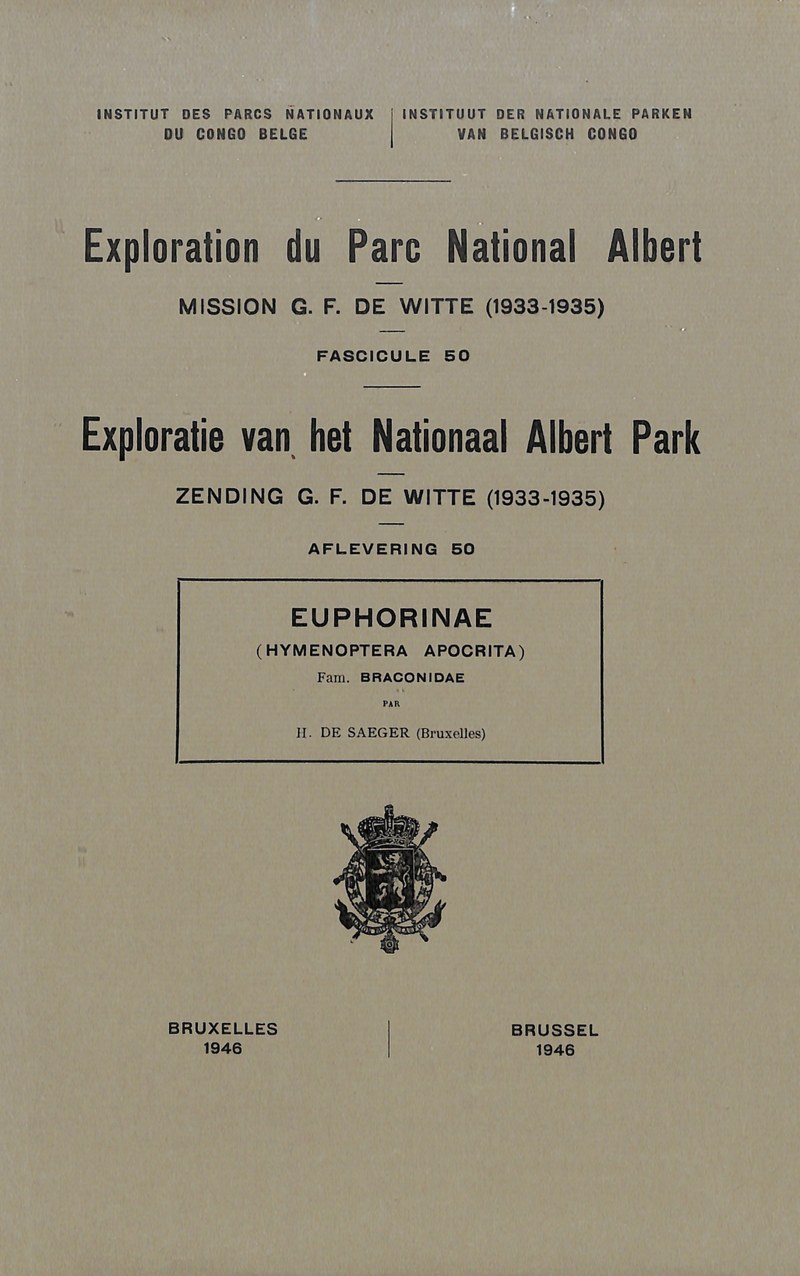 INSTITUT DES PARCS NATIONAUX
DU CONGO BELGE
INSTITUUT DER NATIONALE PARKEN
VAN BELGISCH CONGO
Exploration du Parc National Albert
MISSION G. F. DE WITTE (1933-1935)
FASCICULE 50
Exploratie van het Nationaal Albert Park
ZENDING G. F. DE WITTE (1933-1935)
AFLEVERING 50
EUPHORINAE
(HYMENOPTERA APOCRITA)
Fam. BRACONIDAE
PAR
H. DE SAEGER (Bruxelles)
BRUXELLES
1946
BRUSSEL
1946